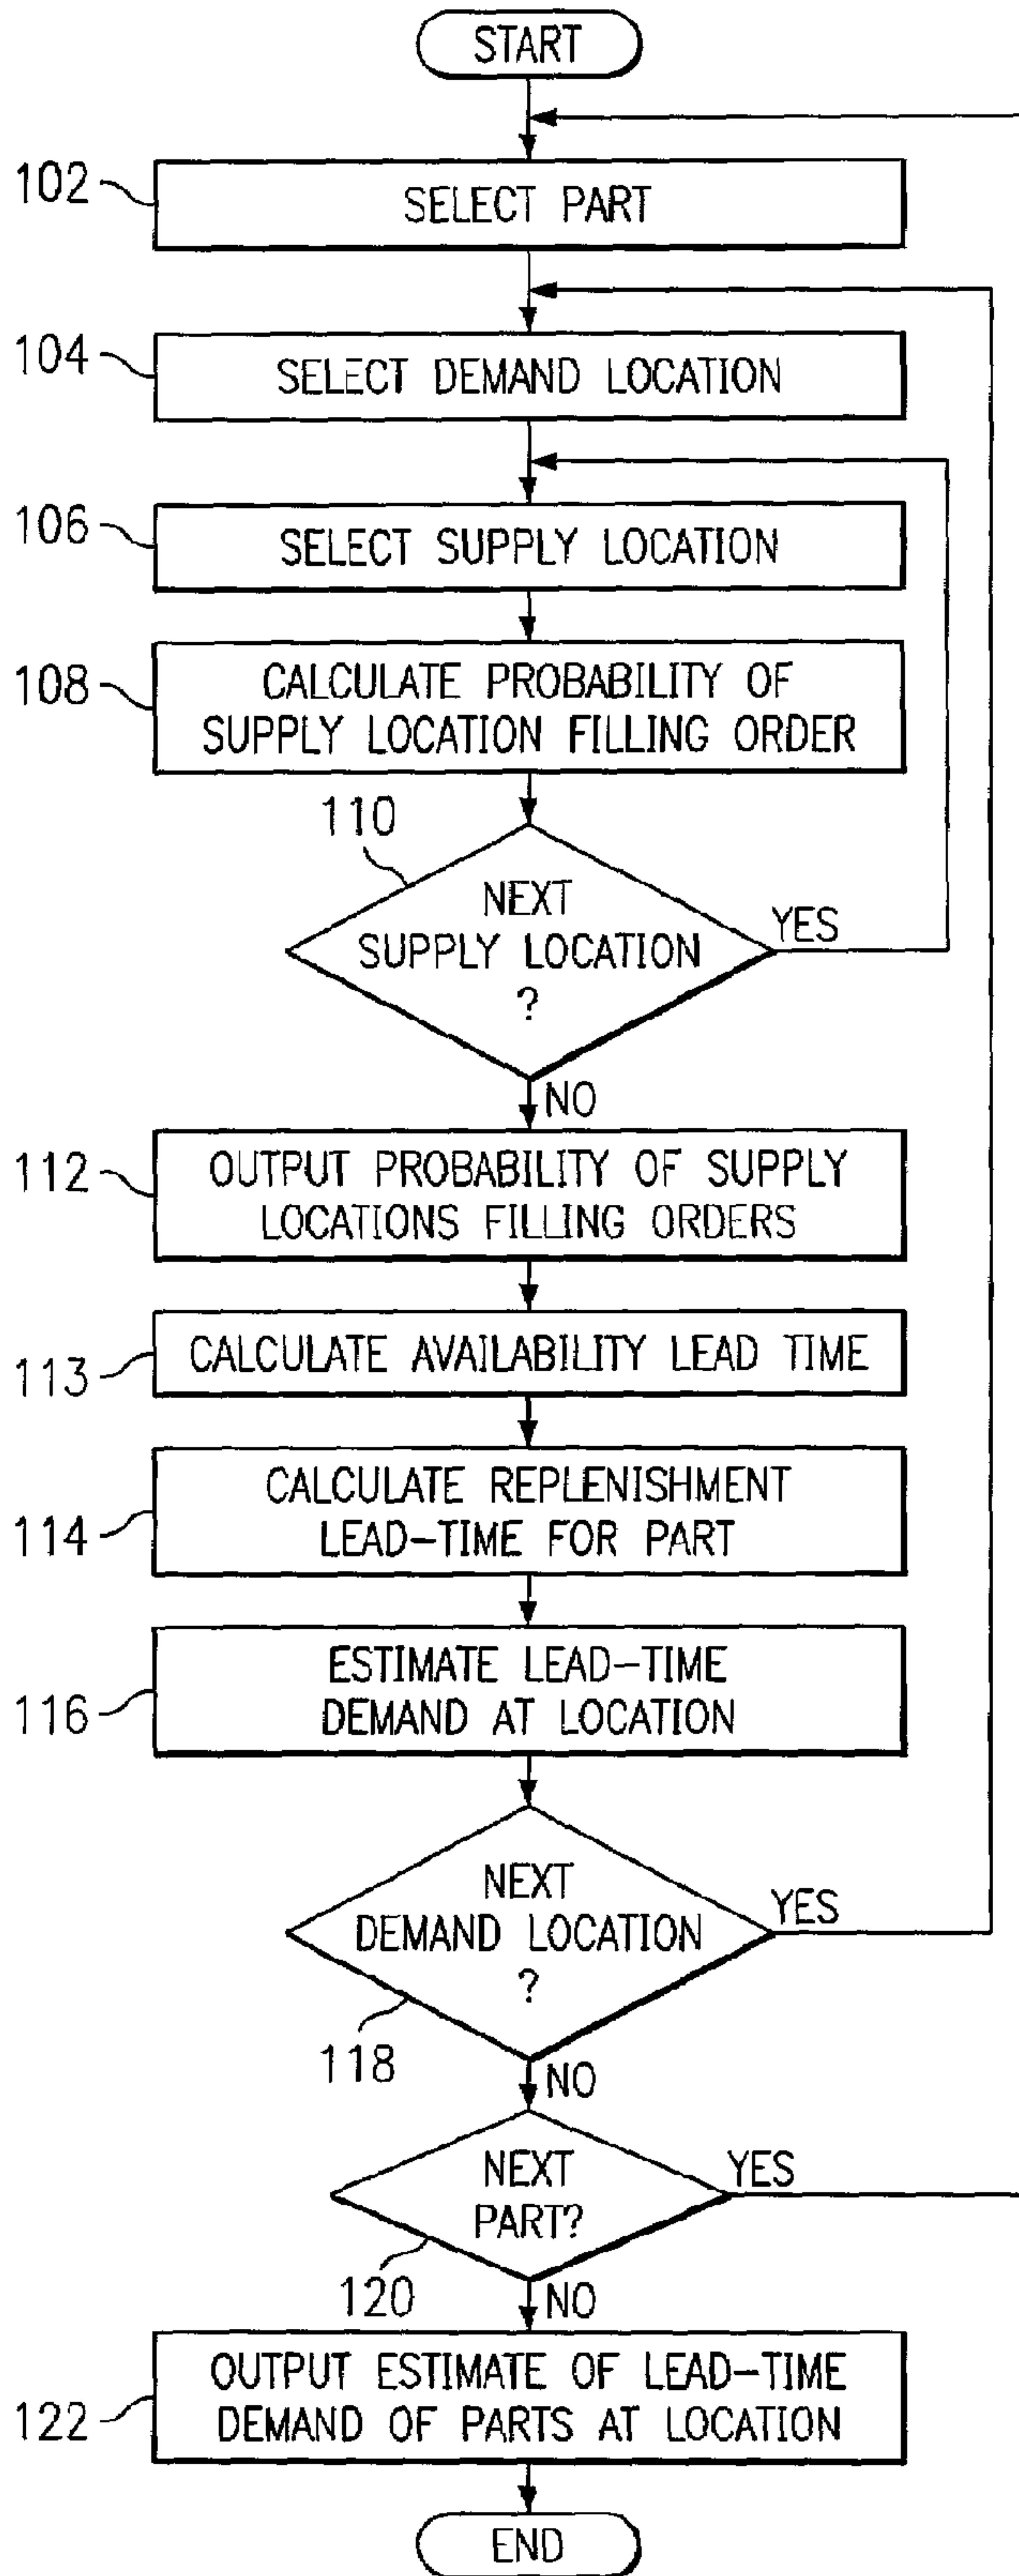 START
102
SELECT PART
104
SELECT DEMAND LOCATION
106
SELECT SUPPLY LOCATION
108
CALCULATE PROBABILITY OF
SUPPLY LOCATION FILLING ORDER
110
NEXT
SUPPLY LOCATION
?
YES
NO
112
OUTPUT PROBABILITY OF SUPPLY
LOCATIONS FILLING ORDERS
113
CALCULATE AVAILABILITY LEAD TIME
114
CALCULATE REPLENISHMENT
LEAD-TIME FOR PART
116
ESTIMATE LEAD-TIME
DEMAND AT LOCATION
NEXT
DEMAND LOCATION
?
YES
118
NO
NEXT
PART?
YES
120
NO
122
OUTPUT ESTIMATE OF LEAD-TIME
DEMAND OF PARTS AT LOCATION
END